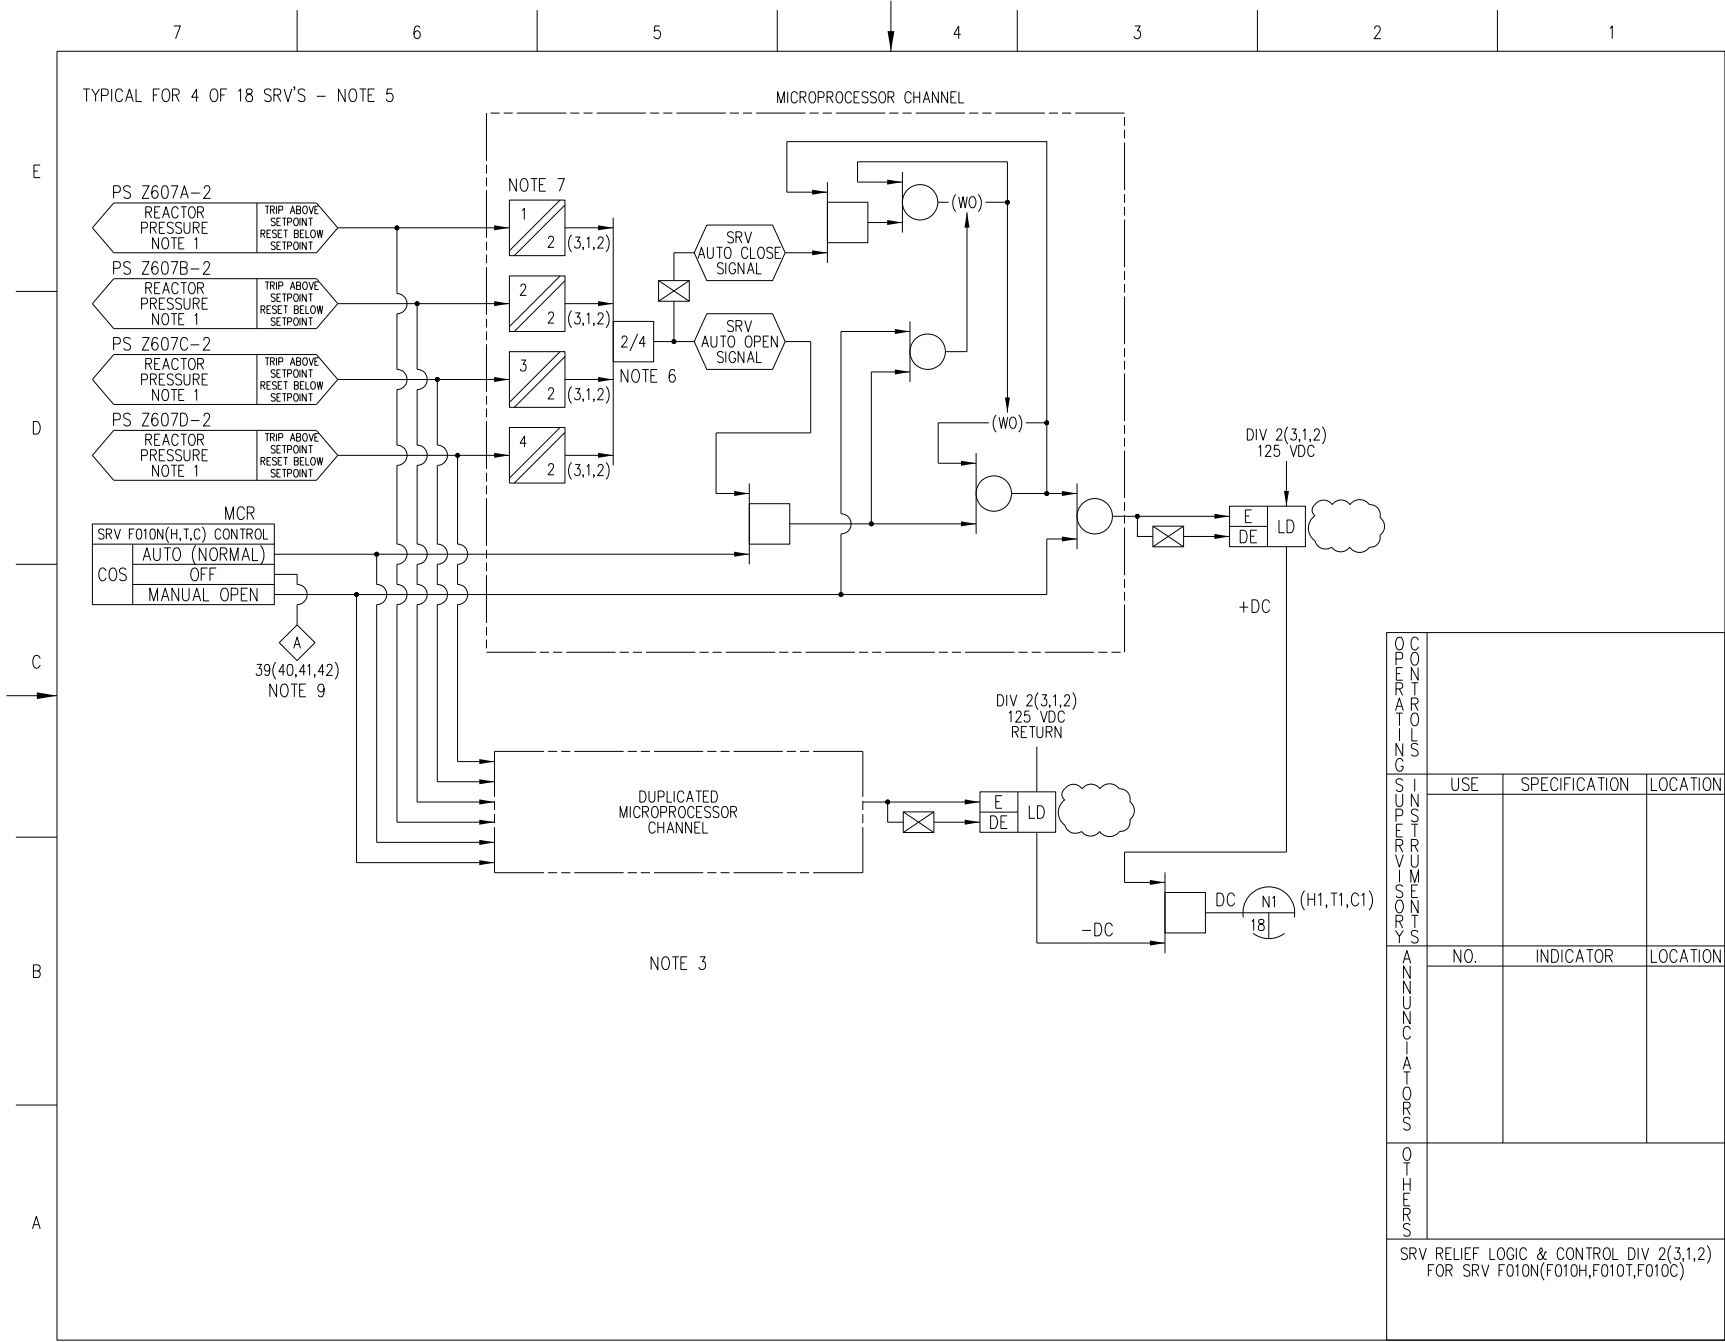 7 6 5 4 3 2 1
TYPICAL FOR 4 OF 18 SRV'S – NOTE 5
MICROPROCESSOR CHANNEL
E
D
C
B
A
PS Z607A–2
REACTOR
PRESSURE
NOTE 1
TRIP ABOVE
SETPOINT
RESET BELOW
SETPOINT
PS Z607B–2
REACTOR
PRESSURE
NOTE 1
TRIP ABOVE
SETPOINT
RESET BELOW
SETPOINT
PS Z607C–2
REACTOR
PRESSURE
NOTE 1
TRIP ABOVE
SETPOINT
RESET BELOW
SETPOINT
PS Z607D–2
REACTOR
PRESSURE
NOTE 1
TRIP ABOVE
SETPOINT
RESET BELOW
SETPOINT
MCR
SRV F010N(H,T,C) CONTROL
COS
AUTO (NORMAL)
OFF
MANUAL OPEN
A
39(40,41,42)
NOTE 9
NOTE 7
1
2 (3,1,2)
2
2 (3,1,2)
3
2 (3,1,2)
4
2 (3,1,2)
2/4
NOTE 6
SRV
AUTO CLOSE
SIGNAL
SRV
AUTO OPEN
SIGNAL
(WO)
(WO)
DIV 2(3,1,2)
125 VDC
E
DE
LD
+DC
DIV 2(3,1,2)
125 VDC
RETURN
DUPLICATED
MICROPROCESSOR
CHANNEL
E
DE
LD
–DC
DC
N1
18
(H1,T1,C1)
NOTE 3
OPERATING
CONTROLS
SUPERVISORY
INSTRUMENTS
USE SPECIFICATION LOCATION
ANNUNCIATORS
NO. INDICATOR LOCATION
OTHERS
SRV RELIEF LOGIC & CONTROL DIV 2(3,1,2)
FOR SRV F010N(F010H,F010T,F010C)